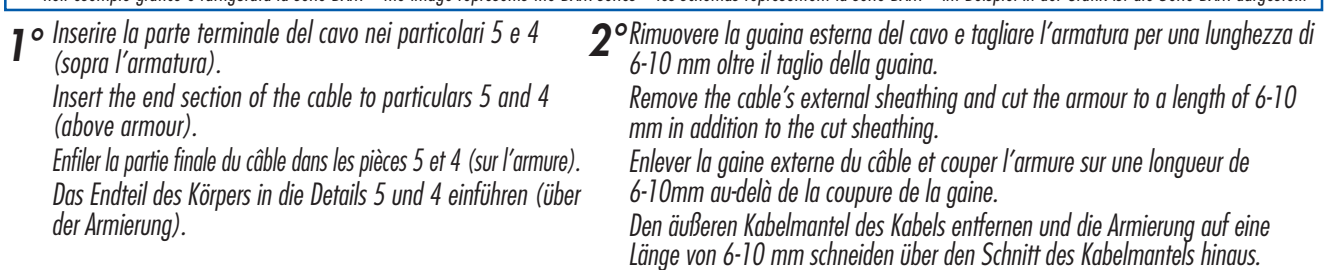 1° Inserire la parte terminale del cavo nei particolari 5 e 4
(sopra l'armatura).
Insert the end section of the cable to particulars 5 and 4
(above armour).
Enfiler la partie finale du câble dans les pièces 5 et 4 (sur l'armure).
Das Endteil des Körpers in die Details 5 und 4 einführen (über
der Armierung).
2° Rimuovere la guaina esterna del cavo e tagliare l'armatura per una lunghezza di
6-10 mm oltre il taglio della guaina.
Remove the cable's external sheathing and cut the armour to a length of 6-10
mm in addition to the cut sheathing.
Enlever la gaine externe du câble et couper l'armure sur une longueur de
6-10mm au-delà de la coupure de la gaine.
Den äußeren Kabelmantel des Kabels entfernen und die Armierung auf eine
Länge von 6-10 mm schneiden über den Schnitt des Kabelmantels hinaus.